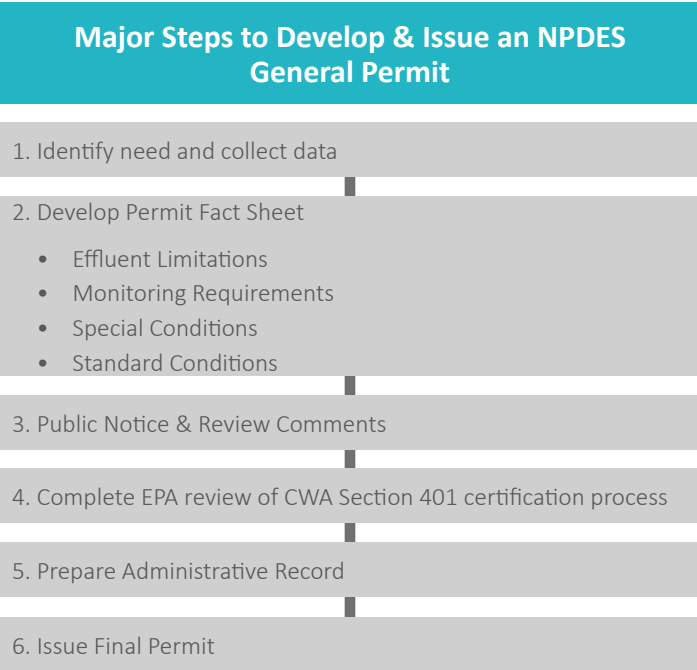 Major Steps to Develop & Issue an NPDES
General Permit
1. Identify need and collect data
2. Develop Permit Fact Sheet
• Effluent Limitations
• Monitoring Requirements
• Special Conditions
• Standard Conditions
3. Public Notice & Review Comments
4. Complete EPA review of CWA Section 401 certification process
5. Prepare Administrative Record
6. Issue Final Permit